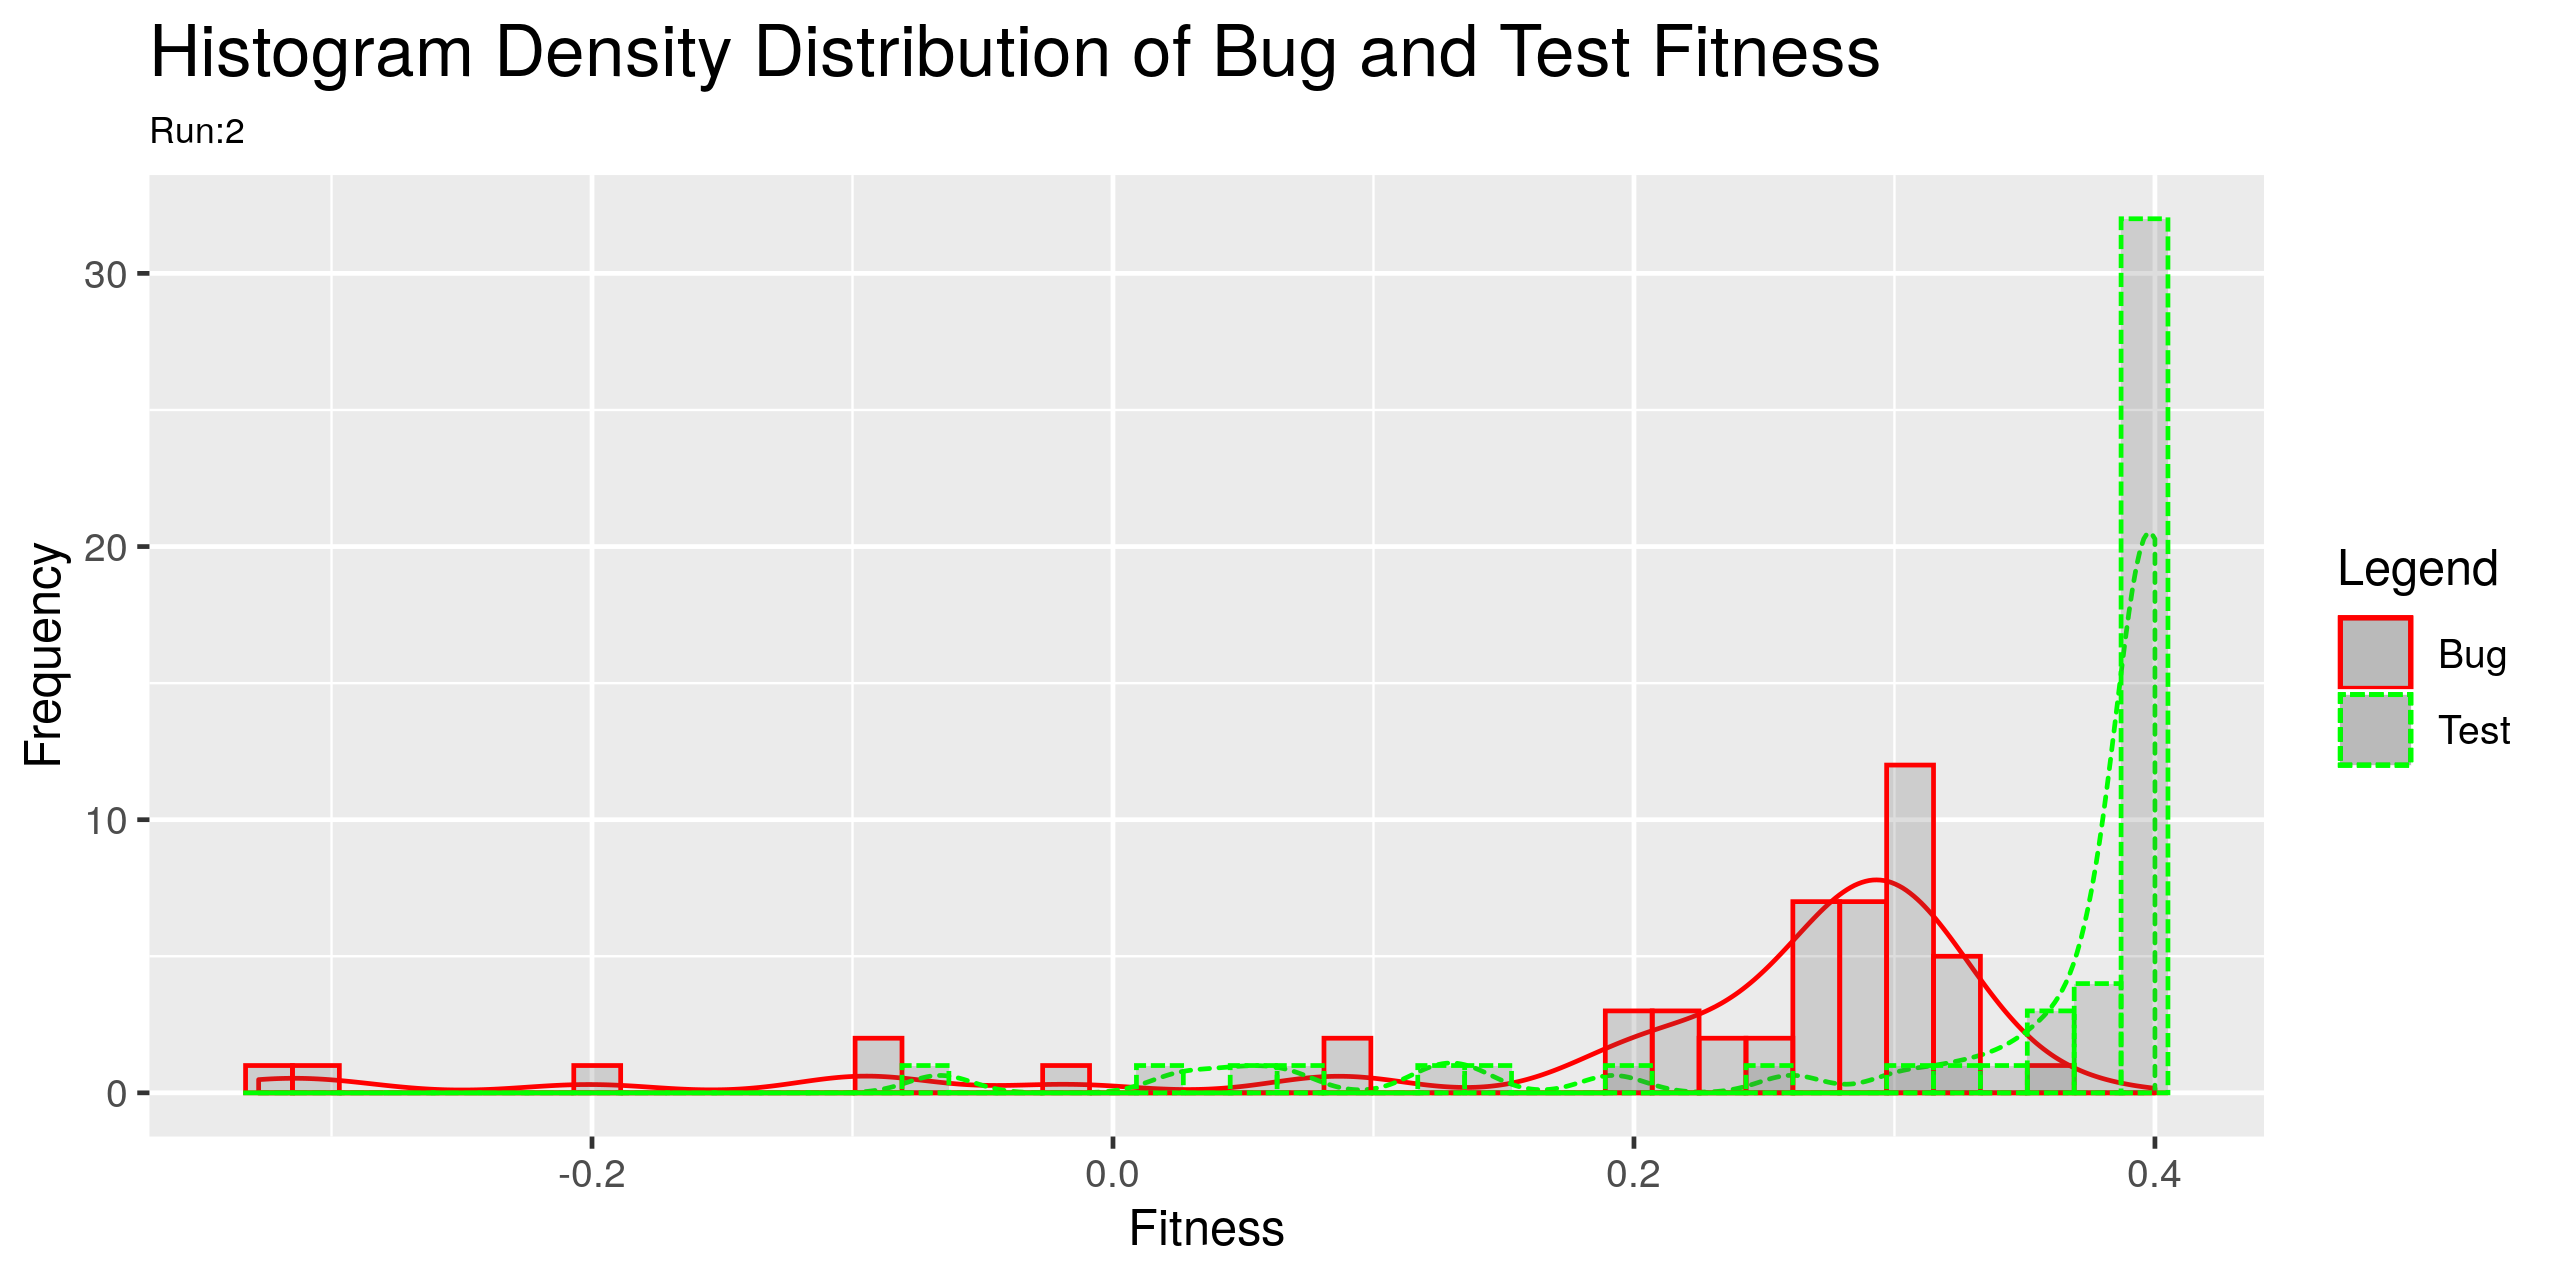 Histogram Density Distribution of Bug and Test Fitness
Run:2
Frequency
30
20
10
0
-0.2
0.0
0.2
0.4
Fitness
Legend
Bug
Test